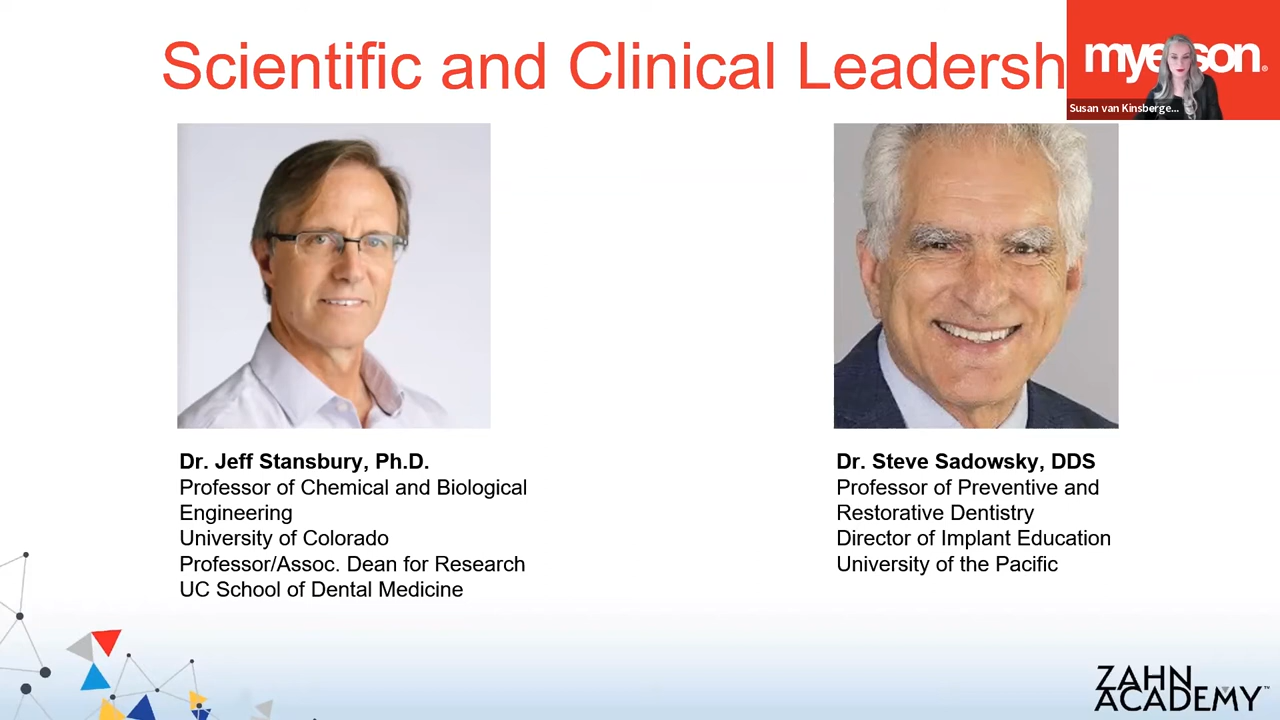 Scientific and Clinical Leadersh
myerson®
Susan van Kinsberge...
Dr. Jeff Stansbury, Ph.D.
Professor of Chemical and Biological
Engineering
University of Colorado
Professor/Assoc. Dean for Research
UC School of Dental Medicine
Dr. Steve Sadowsky, DDS
Professor of Preventive and
Restorative Dentistry
Director of Implant Education
University of the Pacific
ZAHN
ACADEMY™